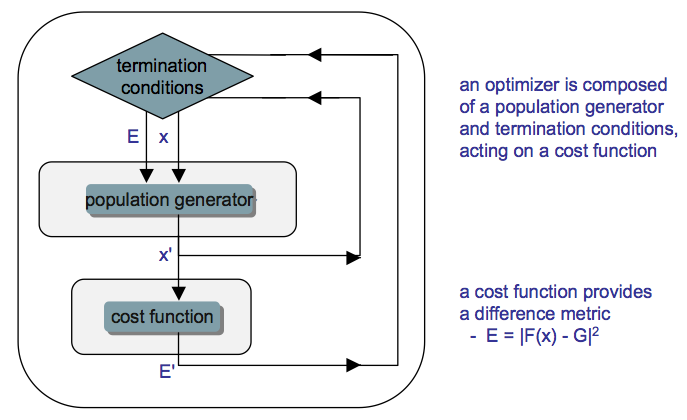 termination
conditions
E
x
population generator
x'
cost function
E'
an optimizer is composed
of a population generator
and termination conditions,
acting on a cost function
a cost function provides
a difference metric
- E = |F(x) - G|²